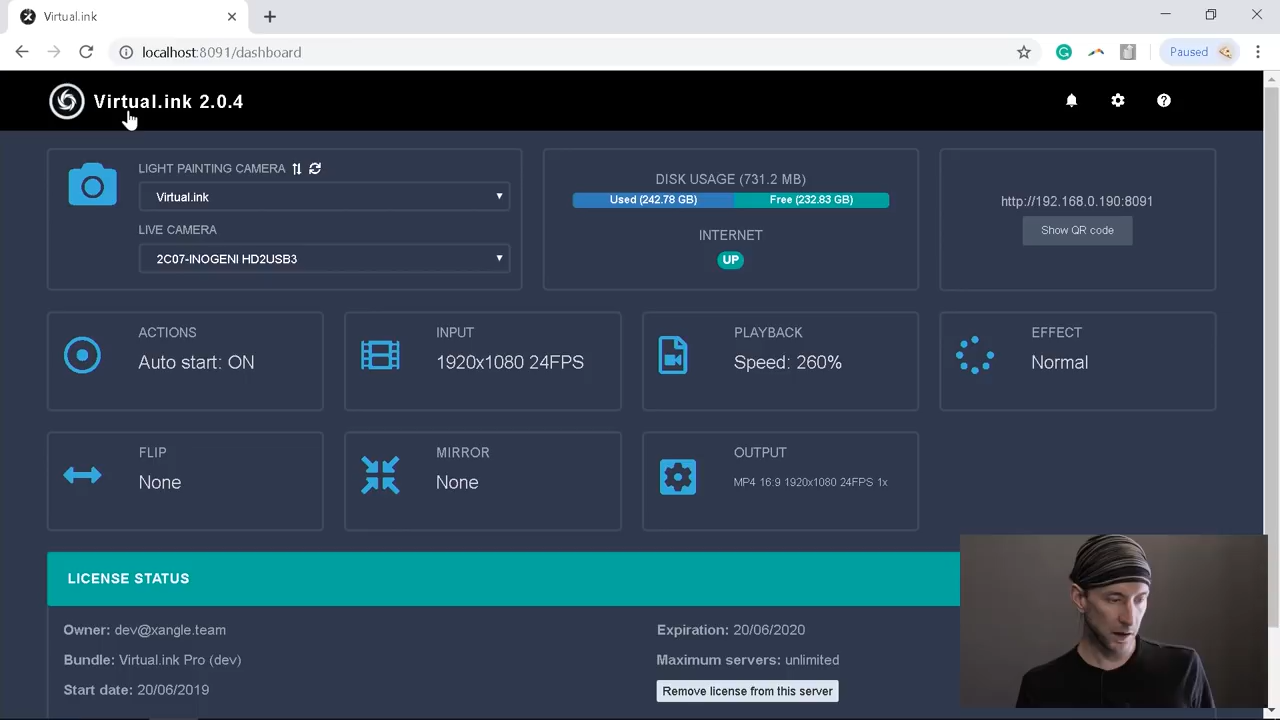 Virtual.ink
localhost:8091/dashboard
Paused
Virtual.ink 2.0.4
LIGHT PAINTING CAMERA
Virtual.ink
LIVE CAMERA
2C07-INOGENI HD2USB3
DISK USAGE (731.2 MB)
Used (242.78 GB) Free (232.83 GB)
INTERNET
UP
http://192.168.0.190:8091
Show QR code
ACTIONS
Auto start: ON
INPUT
1920x1080 24FPS
PLAYBACK
Speed: 260%
EFFECT
Normal
FLIP
None
MIRROR
None
OUTPUT
MP4 16:9 1920x1080 24FPS 1x
LICENSE STATUS
Owner: dev@xangle.team
Bundle: Virtual.ink Pro (dev)
Start date: 20/06/2019
Expiration: 20/06/2020
Maximum servers: unlimited
Remove license from this server